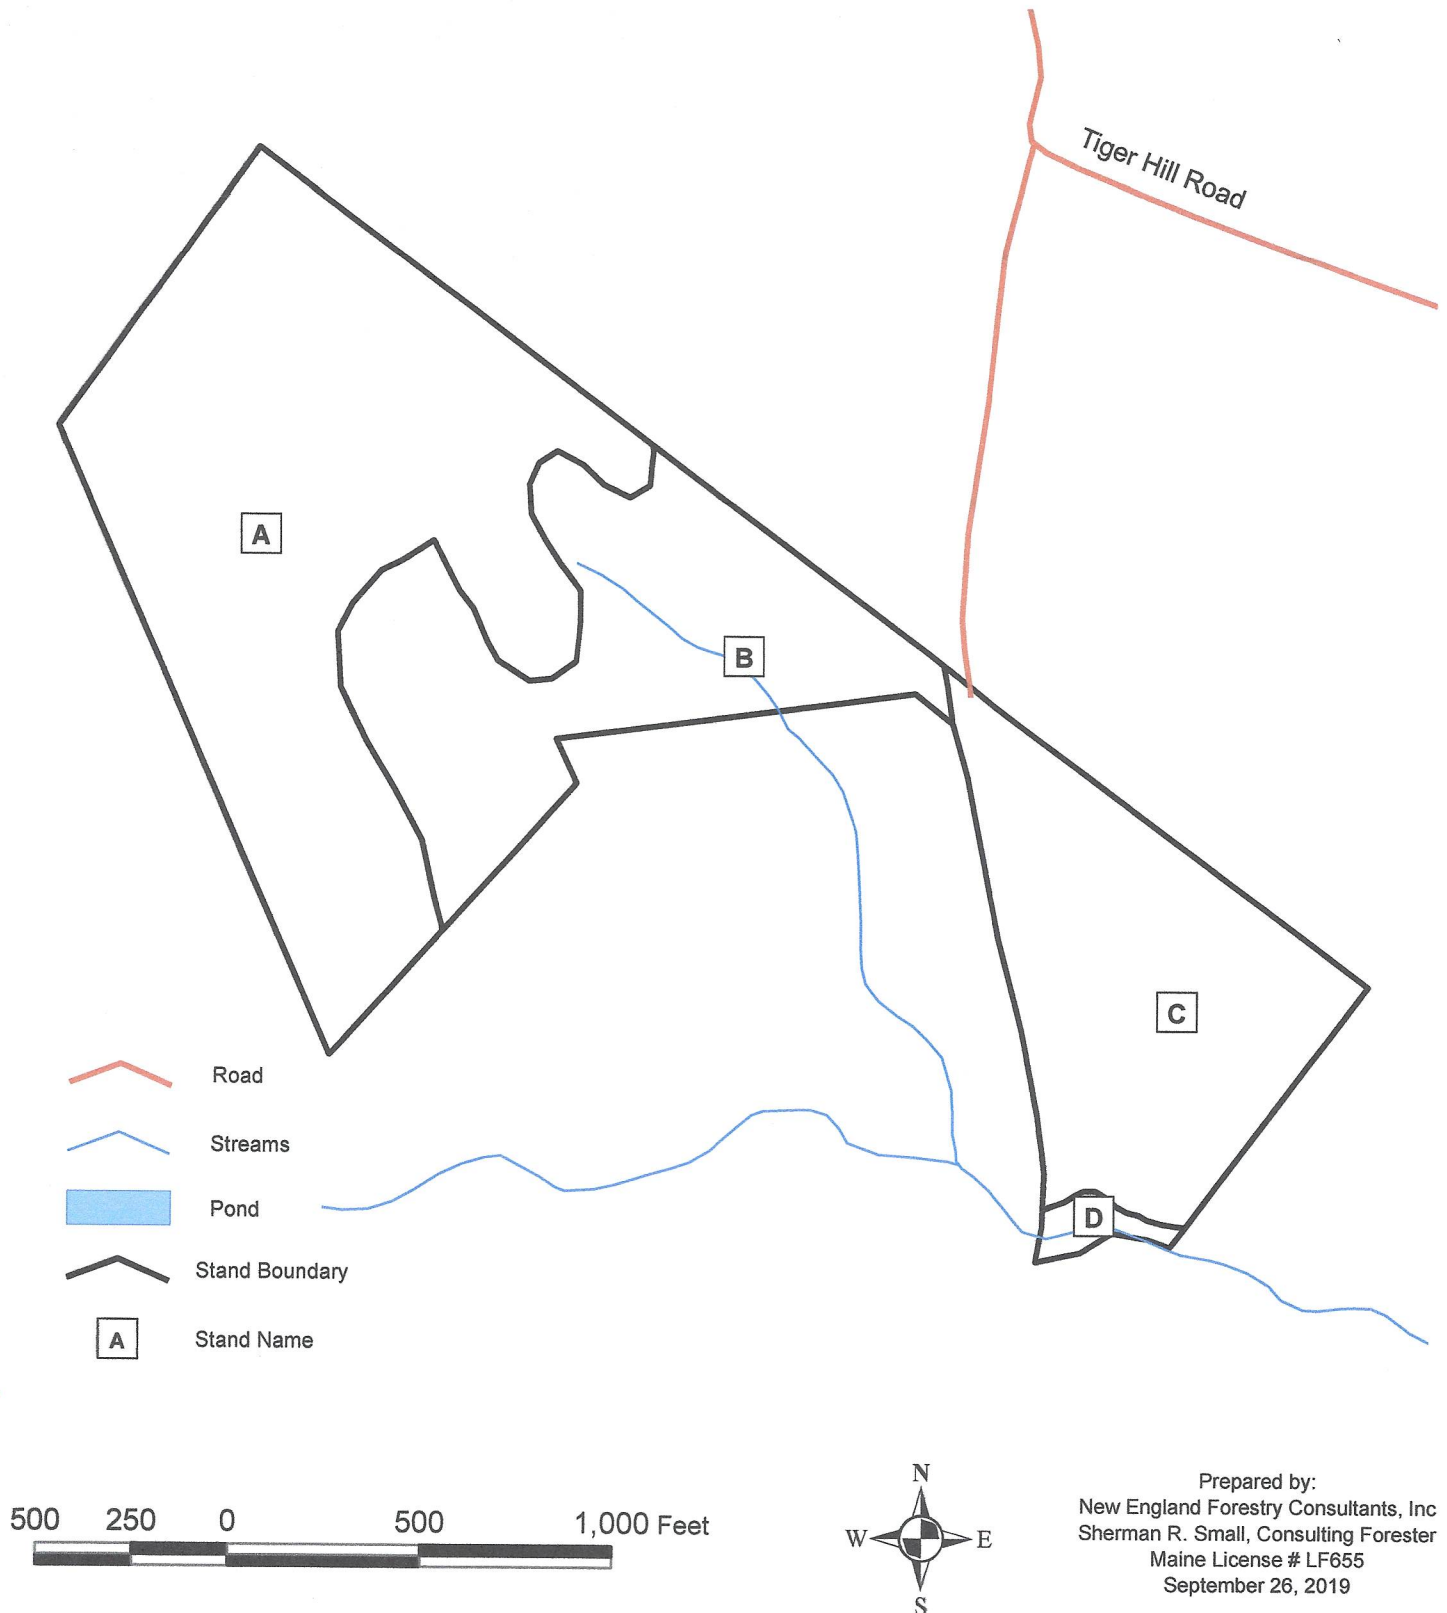 Tiger Hill Road
A
B
C
D
Road
Streams
Pond
Stand Boundary
A Stand Name
500 250 0 500 1,000 Feet
N
W E
S
Prepared by:
New England Forestry Consultants, Inc
Sherman R. Small, Consulting Forester
Maine License # LF655
September 26, 2019